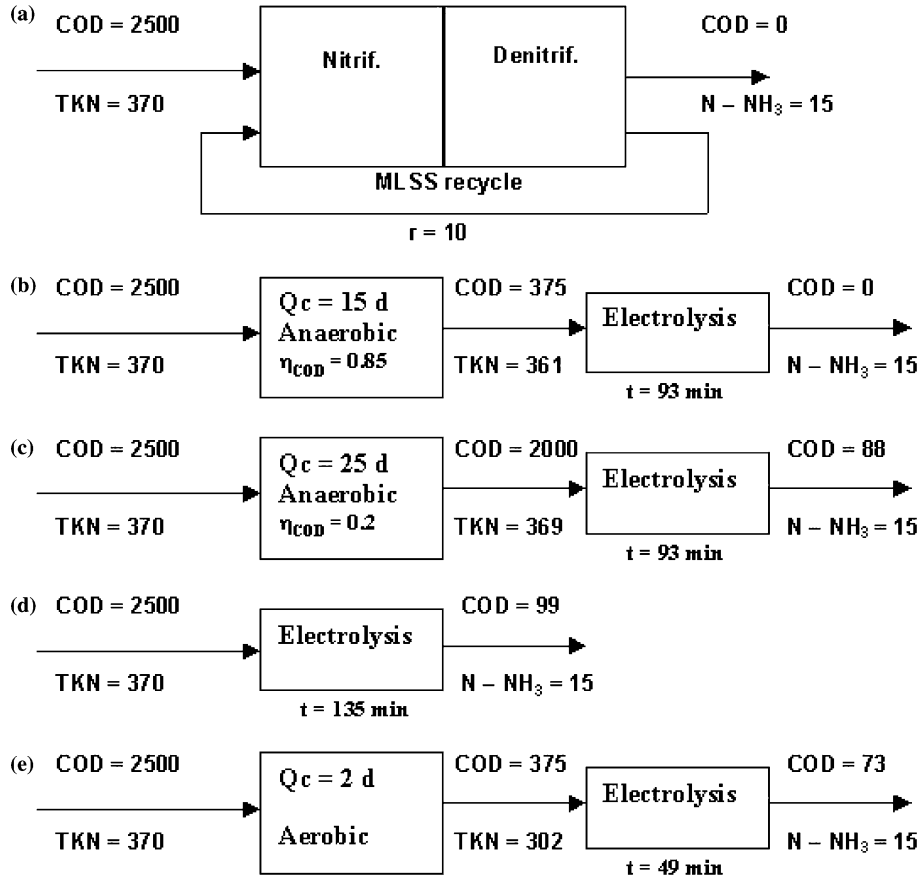 (a)
COD = 2500
TKN = 370
Nitrif.
Denitrif.
COD = 0
N – NH₃ = 15
MLSS recycle
r = 10
(b)
COD = 2500
TKN = 370
Qc = 15 d
Anaerobic
ηCOD = 0.85
COD = 375
TKN = 361
Electrolysis
t = 93 min
COD = 0
N – NH₃ = 15
(c)
COD = 2500
TKN = 370
Qc = 25 d
Anaerobic
ηCOD = 0.2
COD = 2000
TKN = 369
Electrolysis
t = 93 min
COD = 88
N – NH₃ = 15
(d)
COD = 2500
TKN = 370
Electrolysis
t = 135 min
COD = 99
N – NH₃ = 15
(e)
COD = 2500
TKN = 370
Qc = 2 d
Aerobic
COD = 375
TKN = 302
Electrolysis
t = 49 min
COD = 73
N – NH₃ = 15